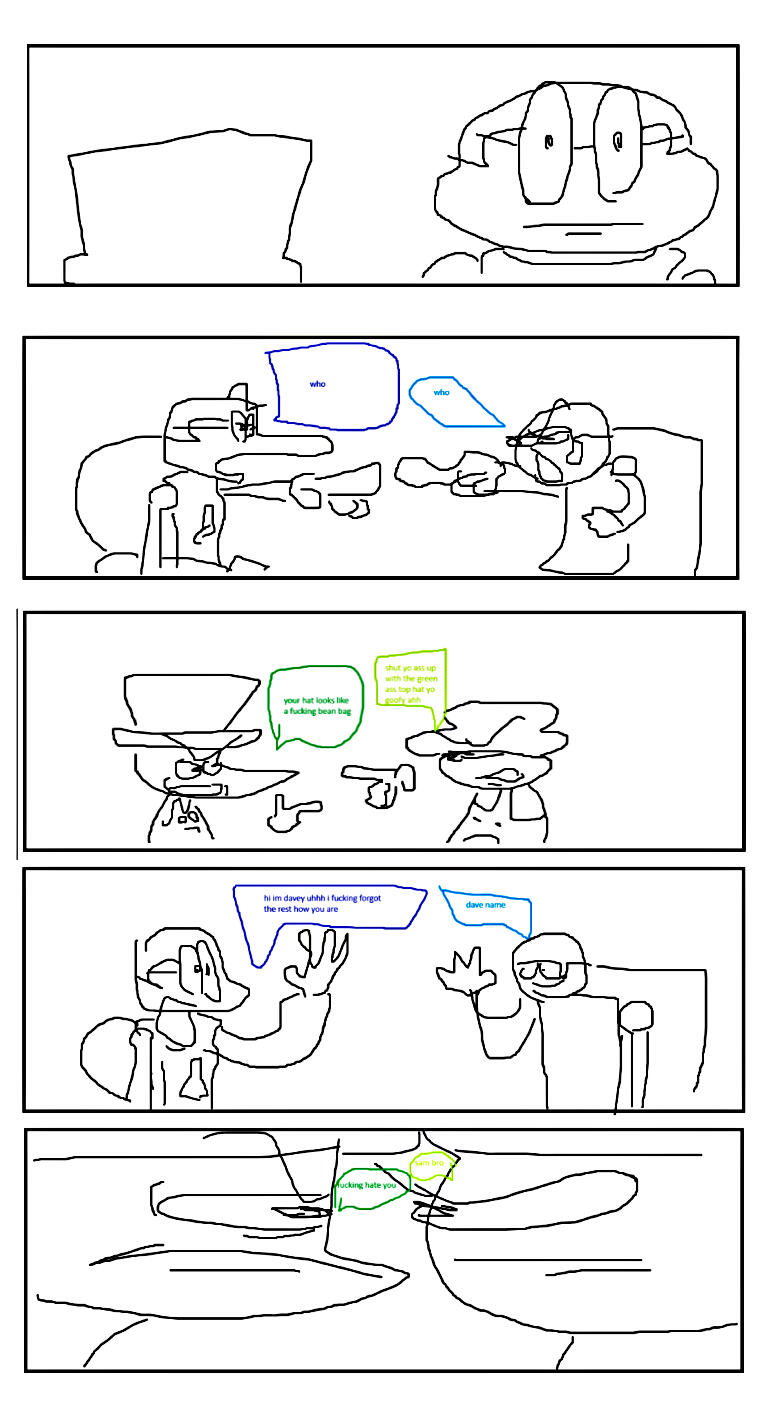 who
who
your hat looks like
a fucking bean bag
shut yo ass up
with the green
ass top hat yo
goofy ahh
hi im davey uhhh i fucking forgot
the rest how you are
dave name
fucking hate you
sam bro